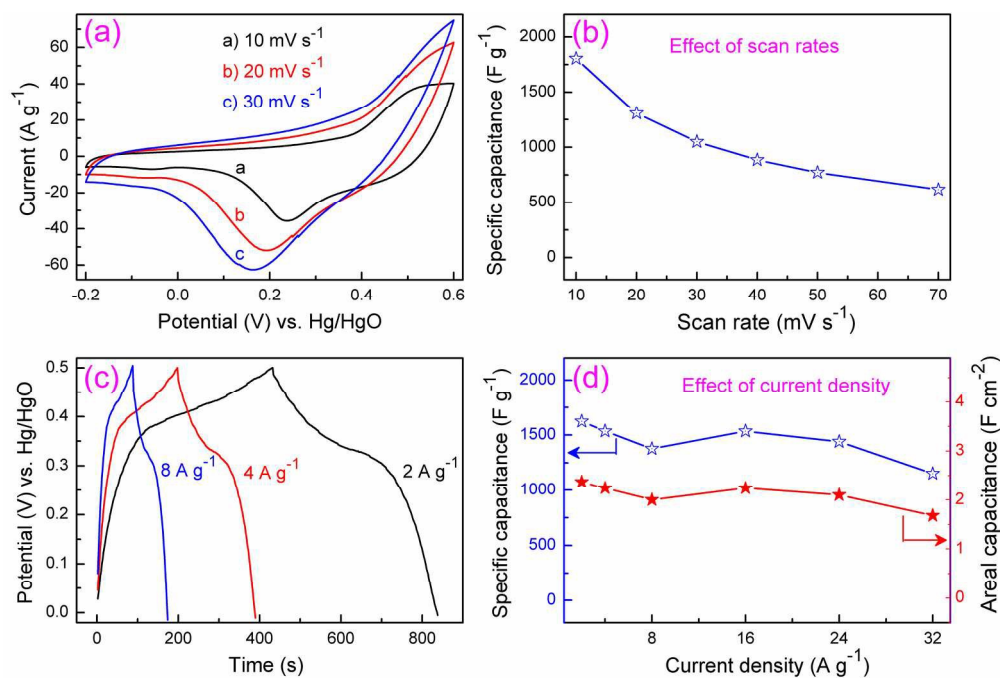 (a)
a) 10 mV s⁻¹
b) 20 mV s⁻¹
c) 30 mV s⁻¹
a
b
c
60
40
20
0
-20
-40
-60
Current (A g⁻¹)
-0.2
0.0
0.2
0.4
0.6
Potential (V) vs. Hg/HgO
(b)
Effect of scan rates
2000
1500
1000
500
0
Specific capacitance (F g⁻¹)
10
20
30
40
50
60
70
Scan rate (mV s⁻¹)
(c)
8 A g⁻¹
4 A g⁻¹
2 A g⁻¹
0.5
0.4
0.3
0.2
0.1
0.0
Potential (V) vs. Hg/HgO
0
200
400
600
800
Time (s)
(d)
Effect of current density
2000
1500
1000
500
0
Specific capacitance (F g⁻¹)
4
3
2
1
0
Areal capacitance (F cm⁻²)
8
16
24
32
Current density (A g⁻¹)